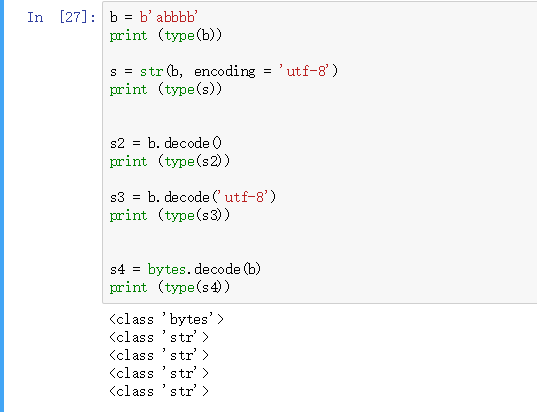 In [27]: b = b'abbbb'
print (type(b))
s = str(b, encoding = 'utf-8')
print (type(s))
s2 = b.decode()
print (type(s2))
s3 = b.decode('utf-8')
print (type(s3))
s4 = bytes.decode(b)
print (type(s4))
<class 'bytes'>
<class 'str'>
<class 'str'>
<class 'str'>
<class 'str'>